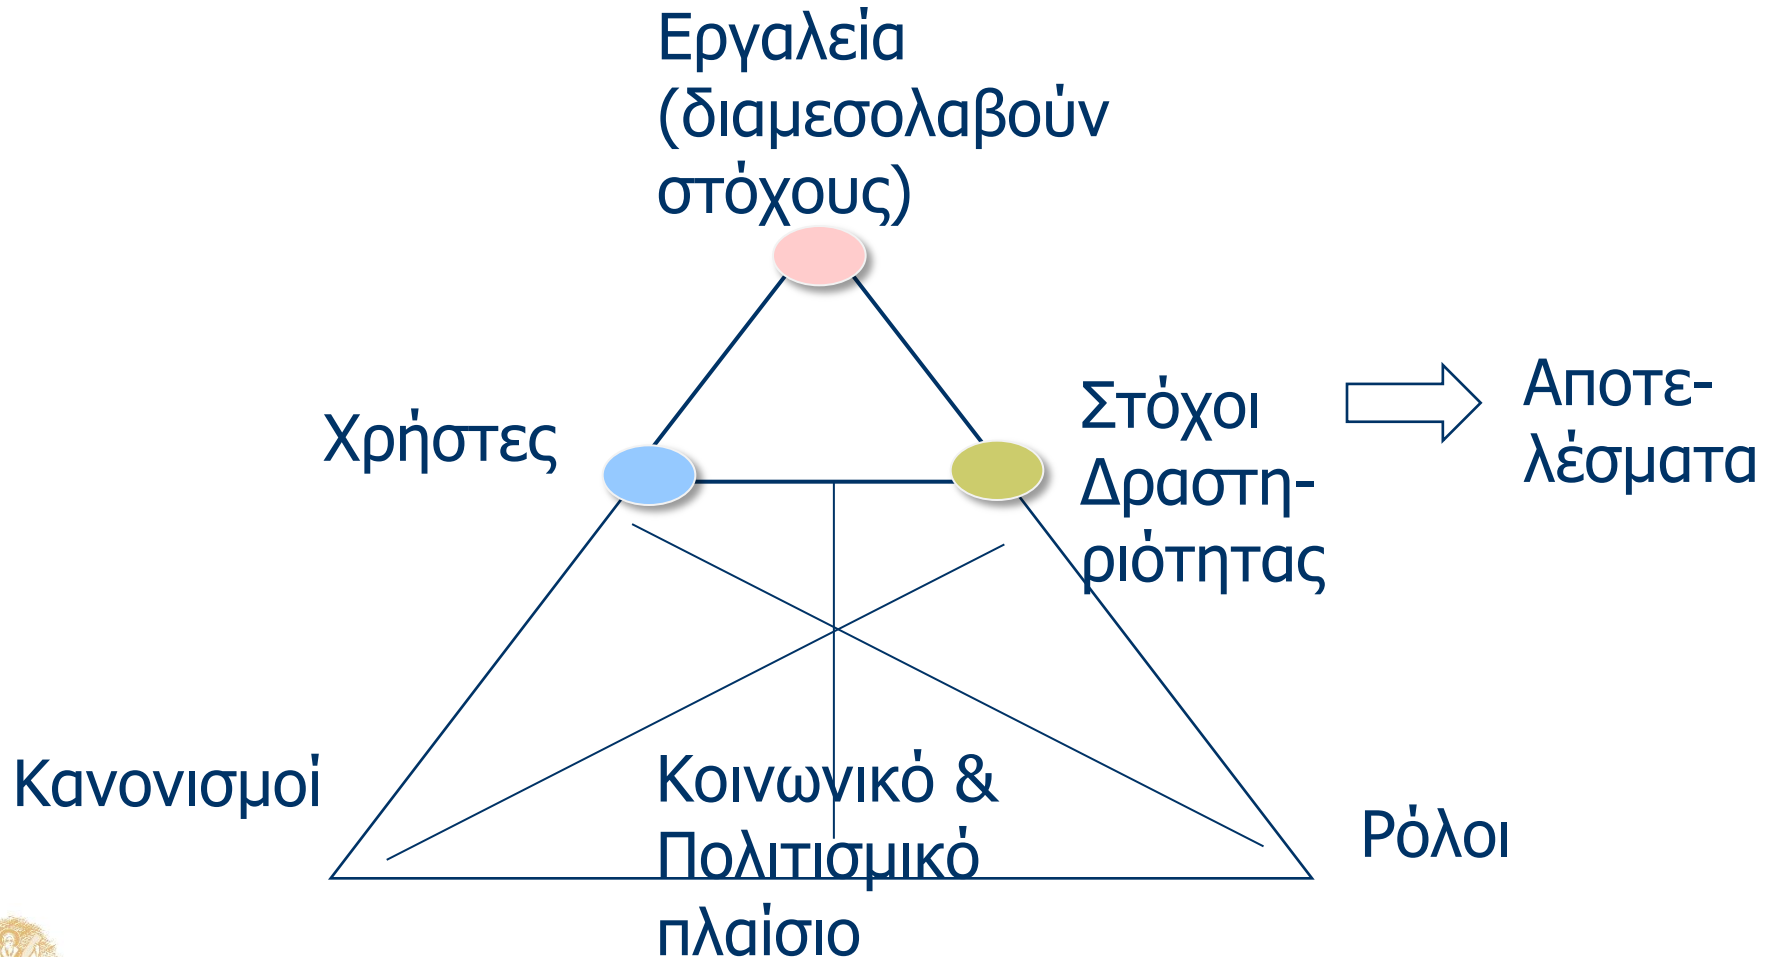 Εργαλεία
(διαμεσολαβούν
στόχους)
Χρήστες
Στόχοι
Δραστη-
ριότητας
Αποτε-
λέσματα
Κανονισμοί
Κοινωνικό &
Πολιτισμικό
πλαίσιο
Ρόλοι